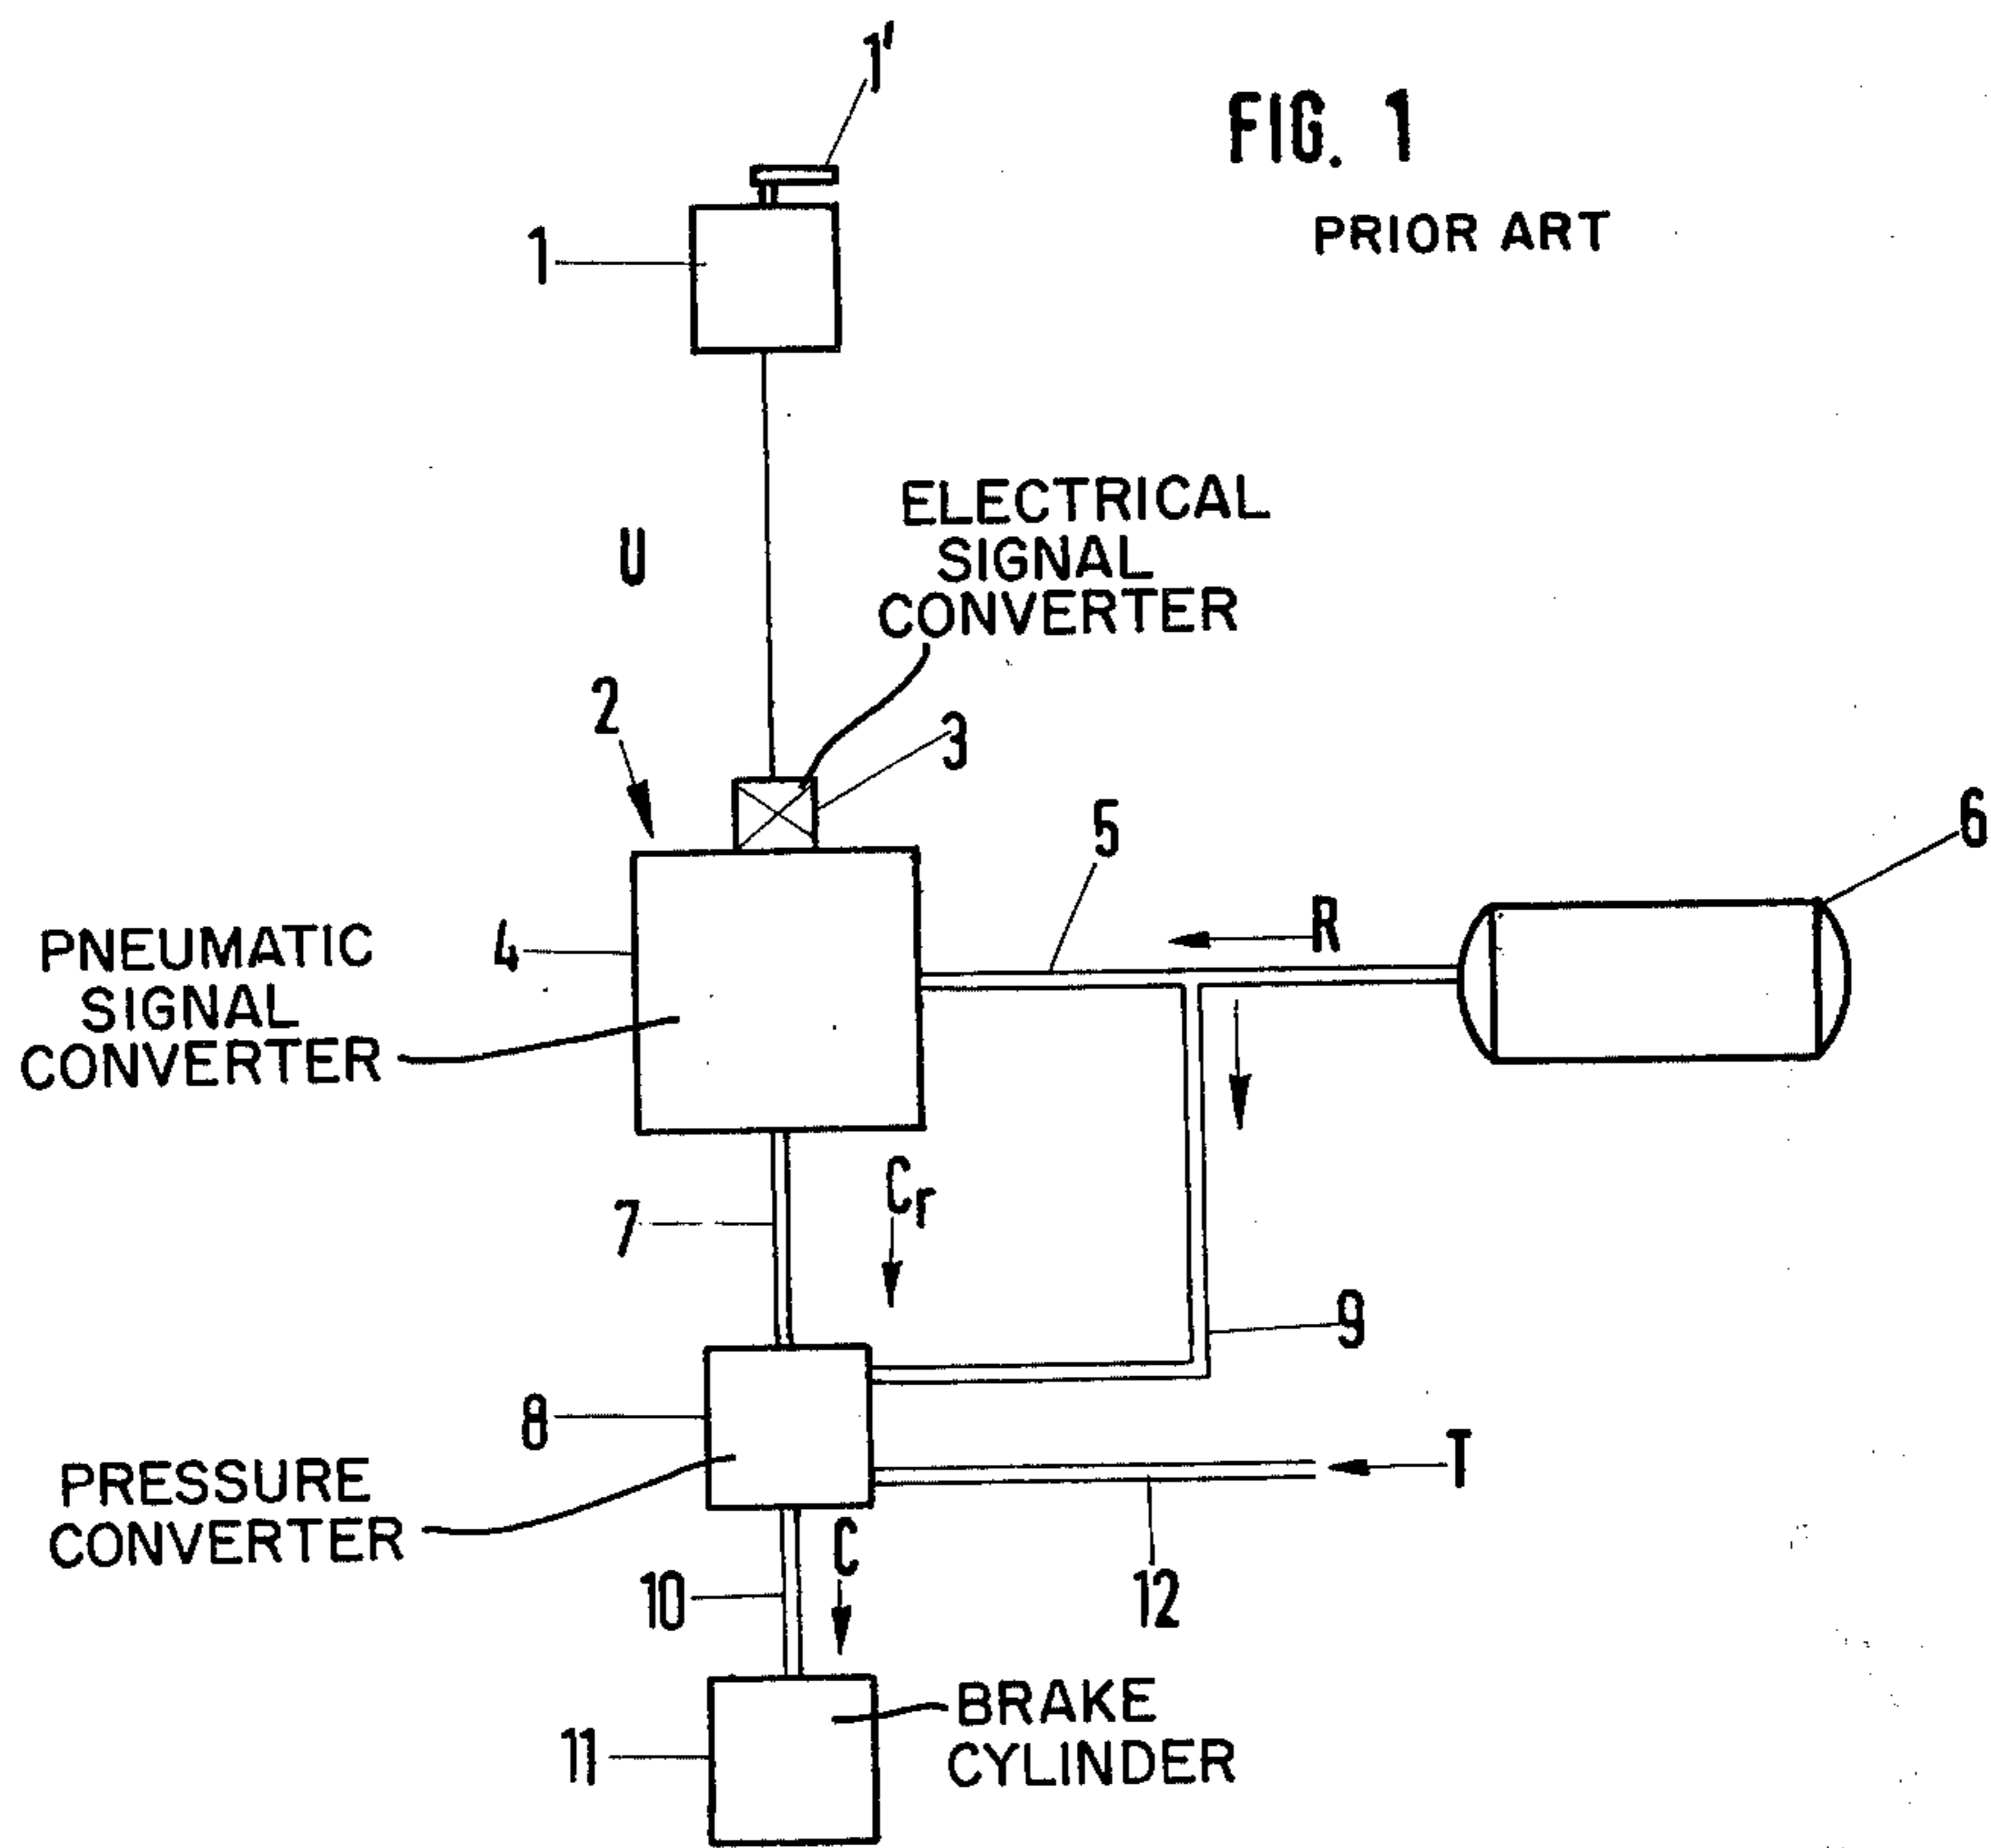 1'
FIG. 1
PRIOR ART
1
ELECTRICAL
SIGNAL
CONVERTER
U
2
3
5
6
R
PNEUMATIC
SIGNAL
CONVERTER
4
Cr
7
9
8
T
PRESSURE
CONVERTER
C
10
12
BRAKE
CYLINDER
11